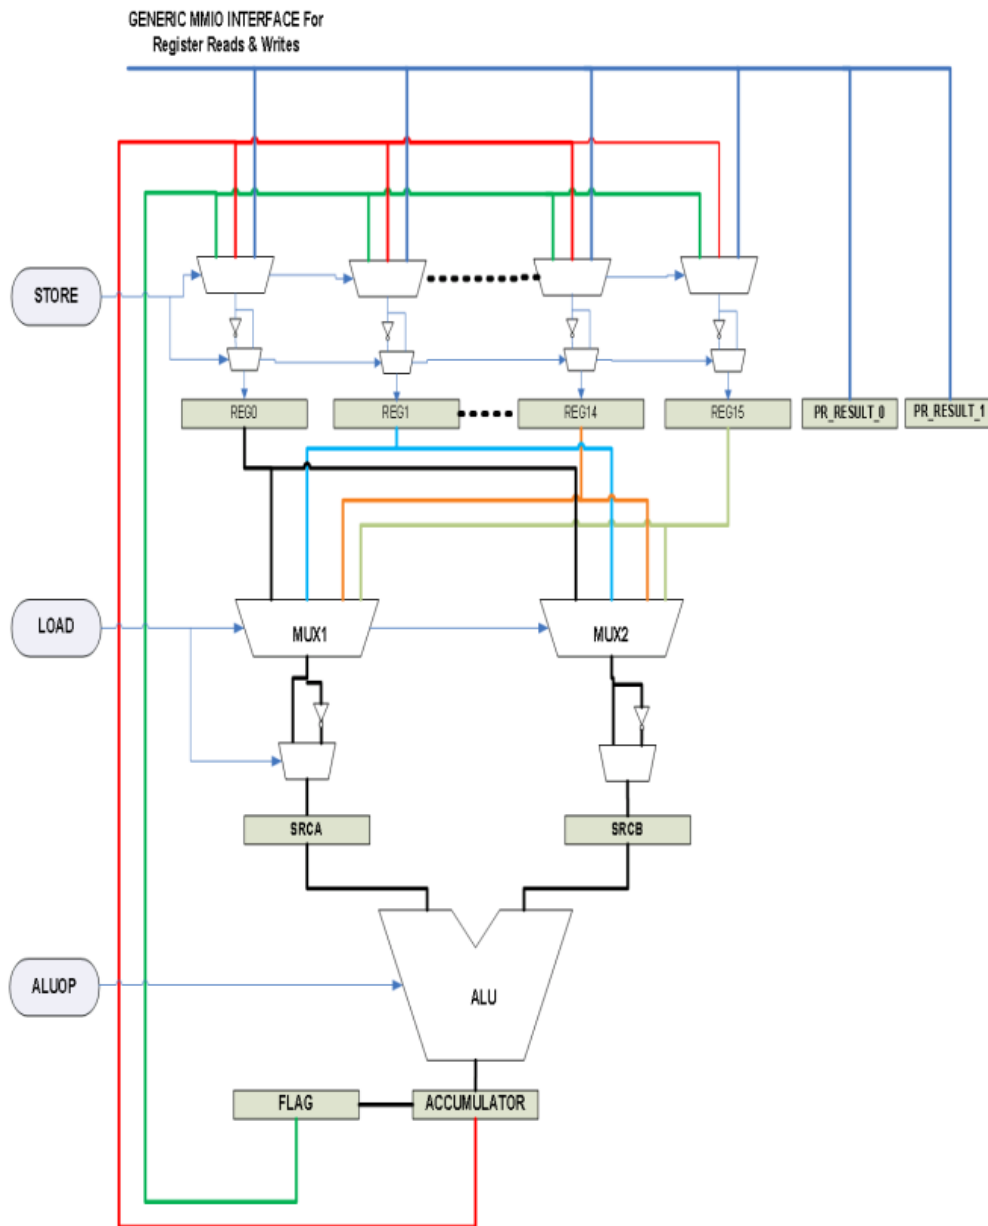 GENERIC MMIO INTERFACE For
Register Reads & Writes
STORE
REG0
REG1
REG14
REG15
PR_RESULT_0
PR_RESULT_1
LOAD
MUX1
MUX2
SRCA
SRCB
ALUOP
ALU
FLAG
ACCUMULATOR